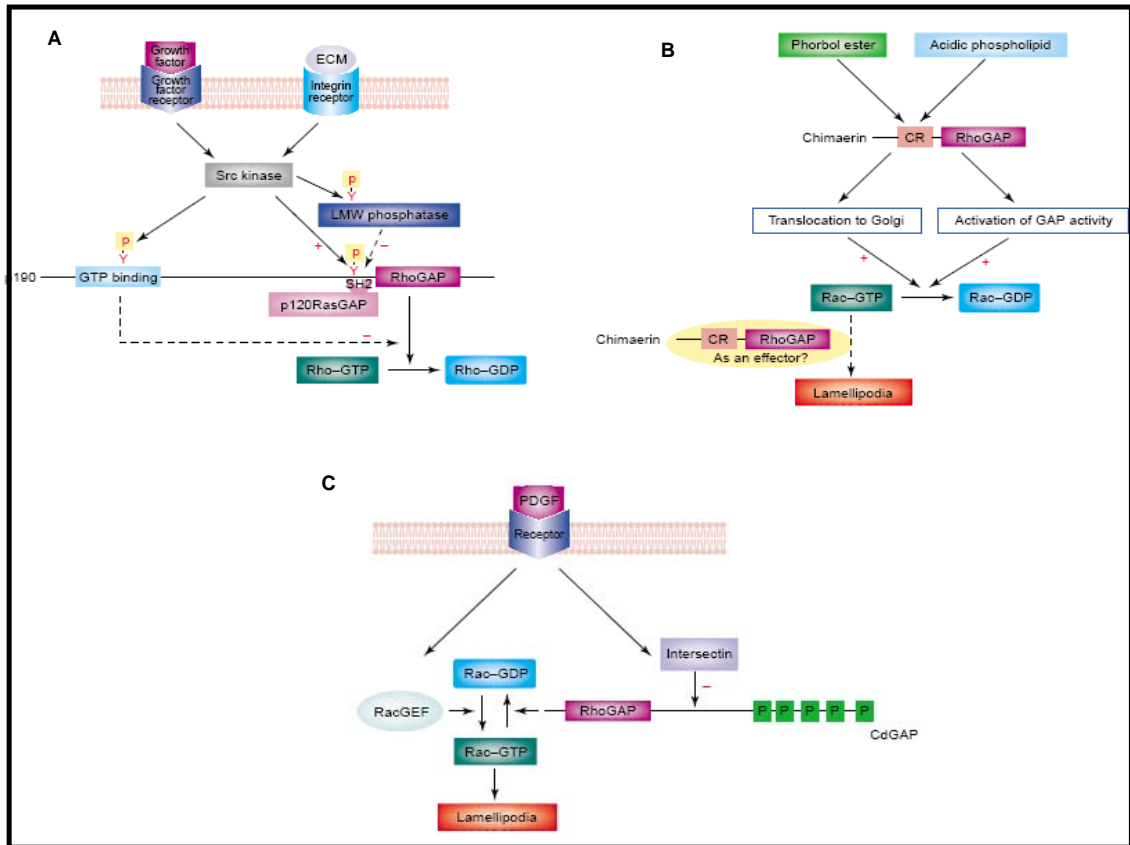 A
Growth
factor
Growth
factor
receptor
ECM
Integrin
receptor
Src kinase
p
Y
LMW phosphatase
p
Y
+
p
Y
–
p190
GTP binding
SH2
RhoGAP
p120RasGAP
–
Rho–GTP
Rho–GDP
B
Phorbol ester
Acidic phospholipid
Chimaerin
CR
RhoGAP
Translocation to Golgi
Activation of GAP activity
+
+
Rac–GTP
Rac–GDP
Chimaerin
CR
RhoGAP
As an effector?
Lamellipodia
C
PDGF
Receptor
Intersectin
–
Rac–GDP
RacGEF
RhoGAP
P P P P P
CdGAP
Rac–GTP
Lamellipodia